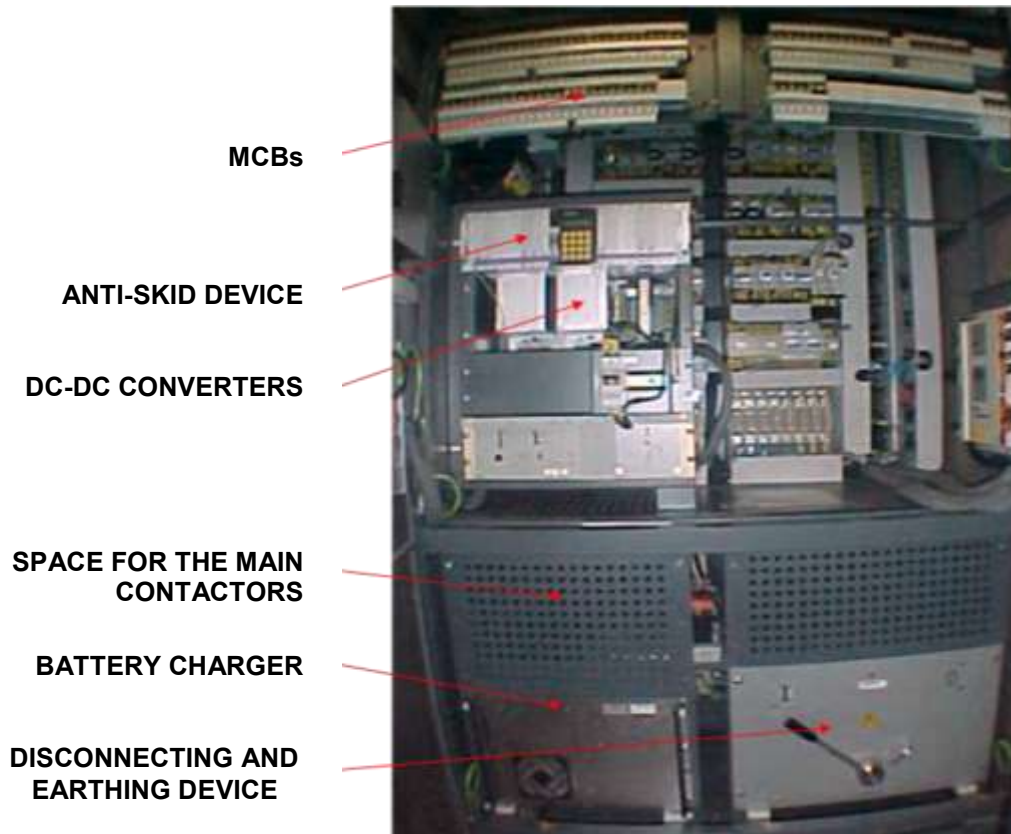 MCBs
ANTI-SKID DEVICE
DC-DC CONVERTERS
SPACE FOR THE MAIN
CONTACTORS
BATTERY CHARGER
DISCONNECTING AND
EARTHING DEVICE